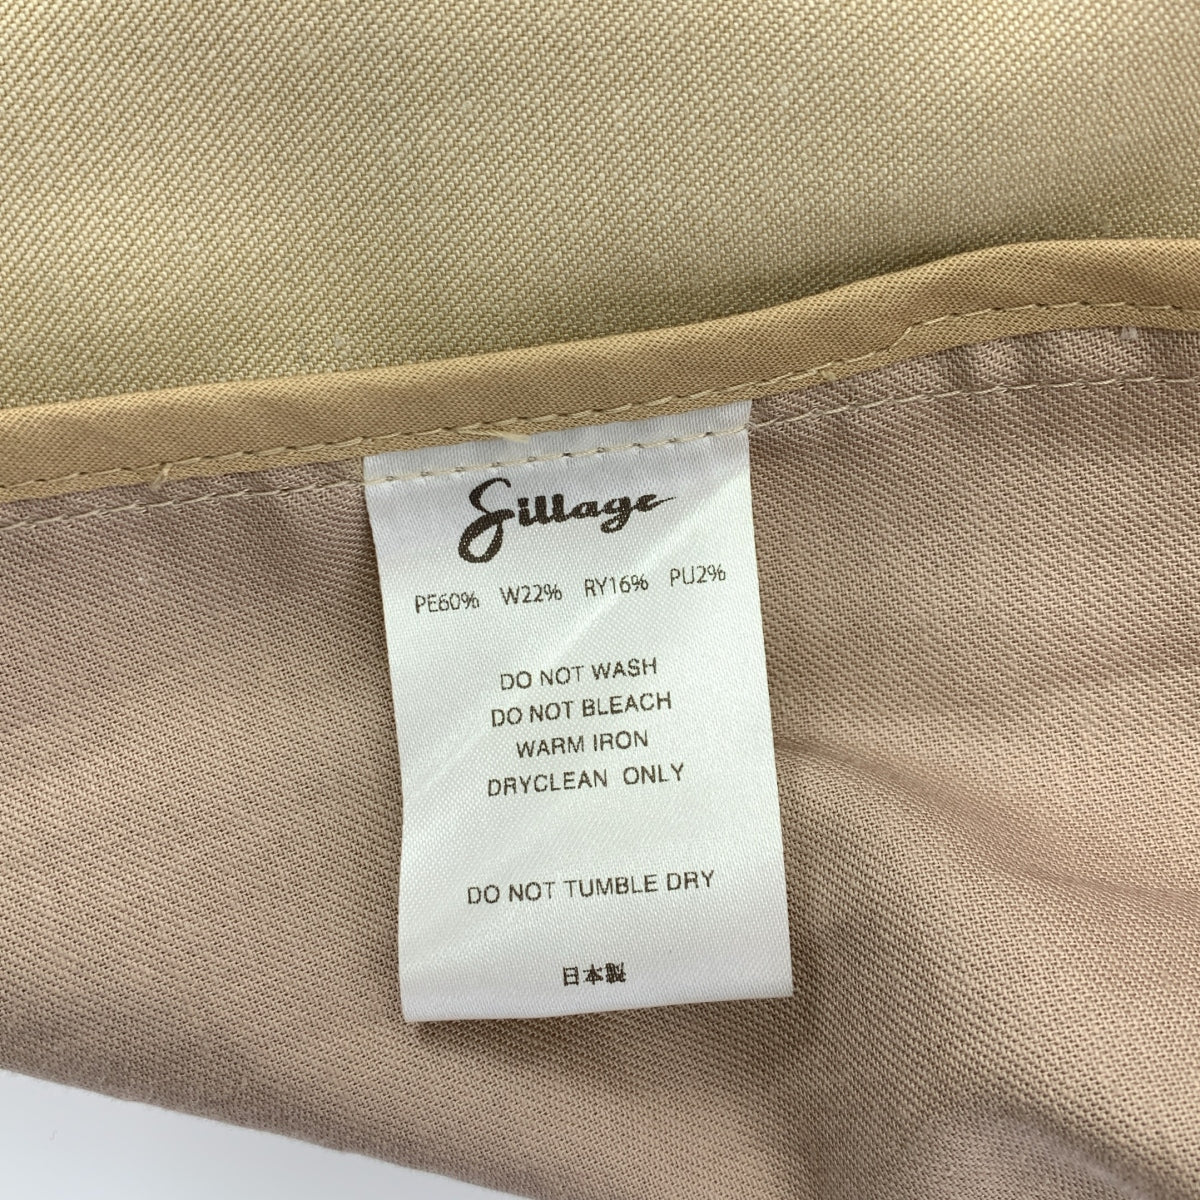 Sillage
PE60% W22% RY16% PU2%
DO NOT WASH
DO NOT BLEACH
WARM IRON
DRYCLEAN ONLY
DO NOT TUMBLE DRY
日本製